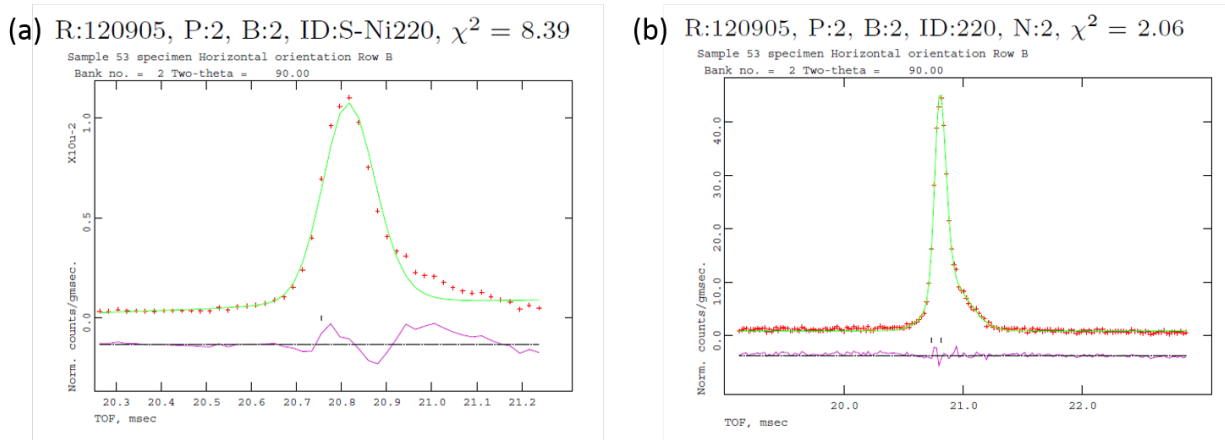 (a) R:120905, P:2, B:2, ID:S-Ni220, χ² = 8.39
Sample 53 specimen Horizontal orientation Row B
Bank no. = 2 Two-theta = 90.00
X10u-2
Norm. counts/gmsec.
1.0
0.5
0.0
20.3 20.4 20.5 20.6 20.7 20.8 20.9 21.0 21.1 21.2
TOF, msec
(b) R:120905, P:2, B:2, ID:220, N:2, χ² = 2.06
Sample 53 specimen Horizontal orientation Row B
Bank no. = 2 Two-theta = 90.00
Norm. counts/gmsec.
40.0
30.0
20.0
10.0
0.0
20.0 21.0 22.0
TOF, msec